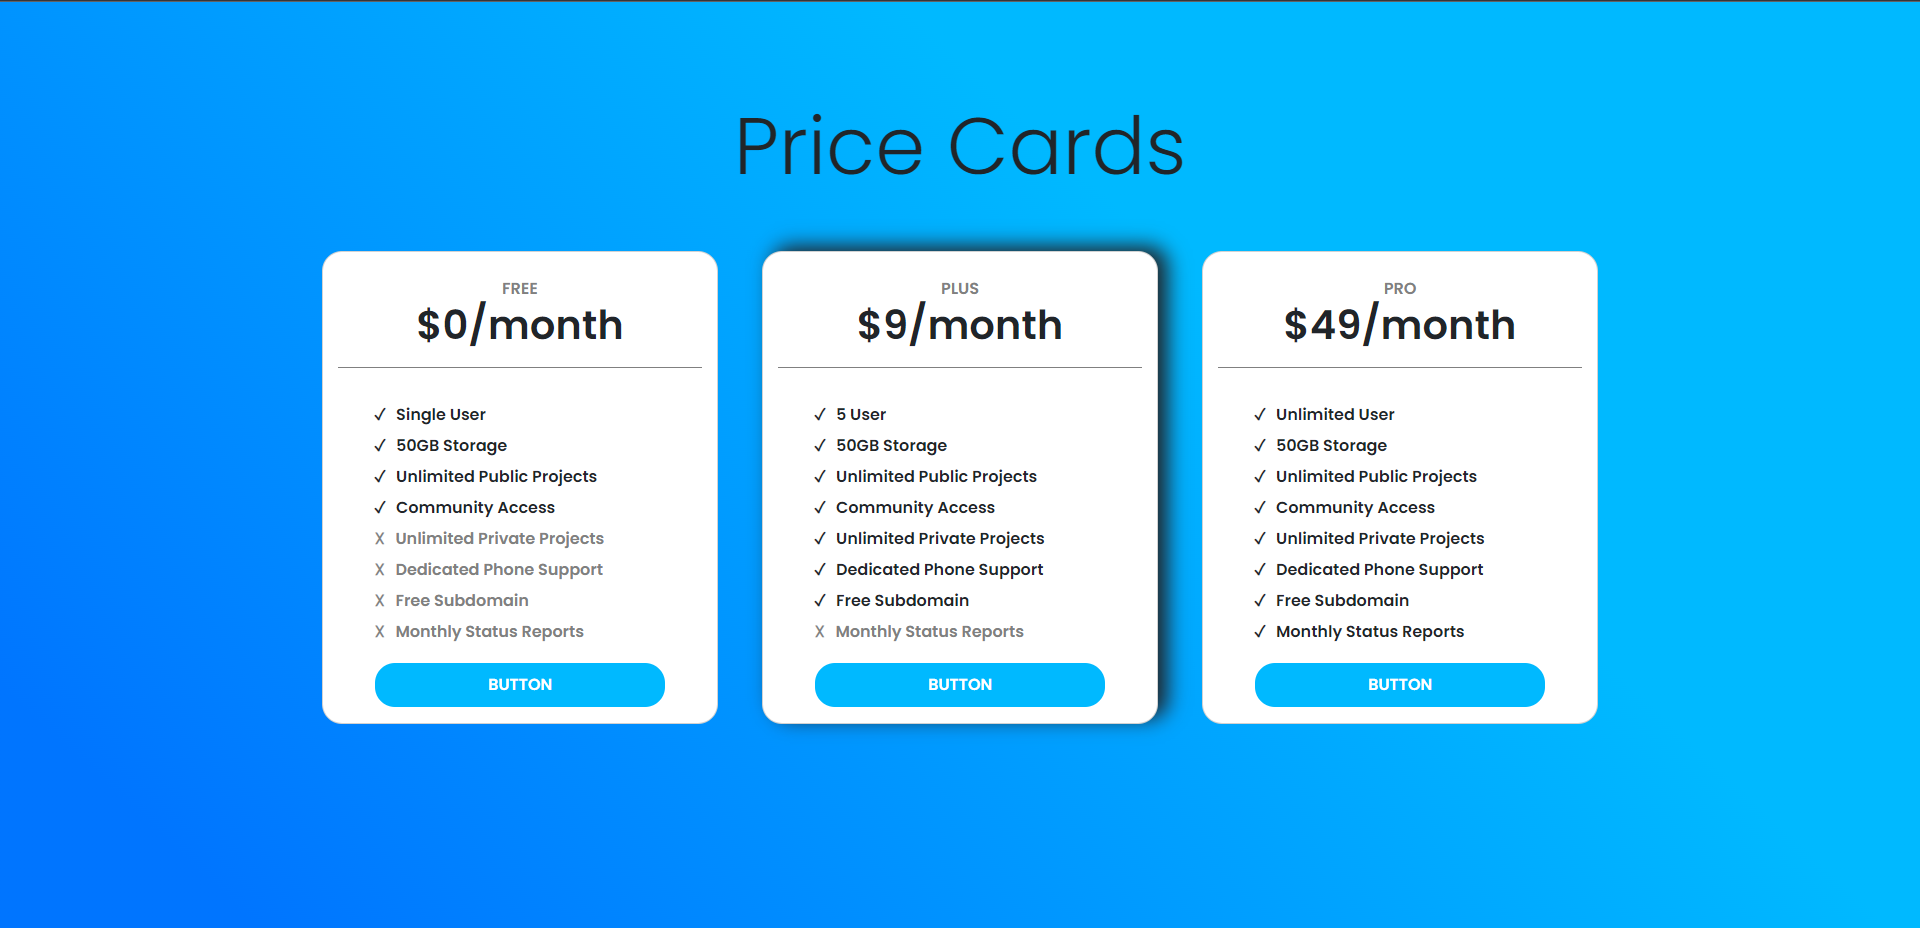 Price Cards
FREE
$0/month
✓ Single User
✓ 50GB Storage
✓ Unlimited Public Projects
✓ Community Access
X Unlimited Private Projects
X Dedicated Phone Support
X Free Subdomain
X Monthly Status Reports
BUTTON
PLUS
$9/month
✓ 5 User
✓ 50GB Storage
✓ Unlimited Public Projects
✓ Community Access
✓ Unlimited Private Projects
✓ Dedicated Phone Support
✓ Free Subdomain
X Monthly Status Reports
BUTTON
PRO
$49/month
✓ Unlimited User
✓ 50GB Storage
✓ Unlimited Public Projects
✓ Community Access
✓ Unlimited Private Projects
✓ Dedicated Phone Support
✓ Free Subdomain
✓ Monthly Status Reports
BUTTON